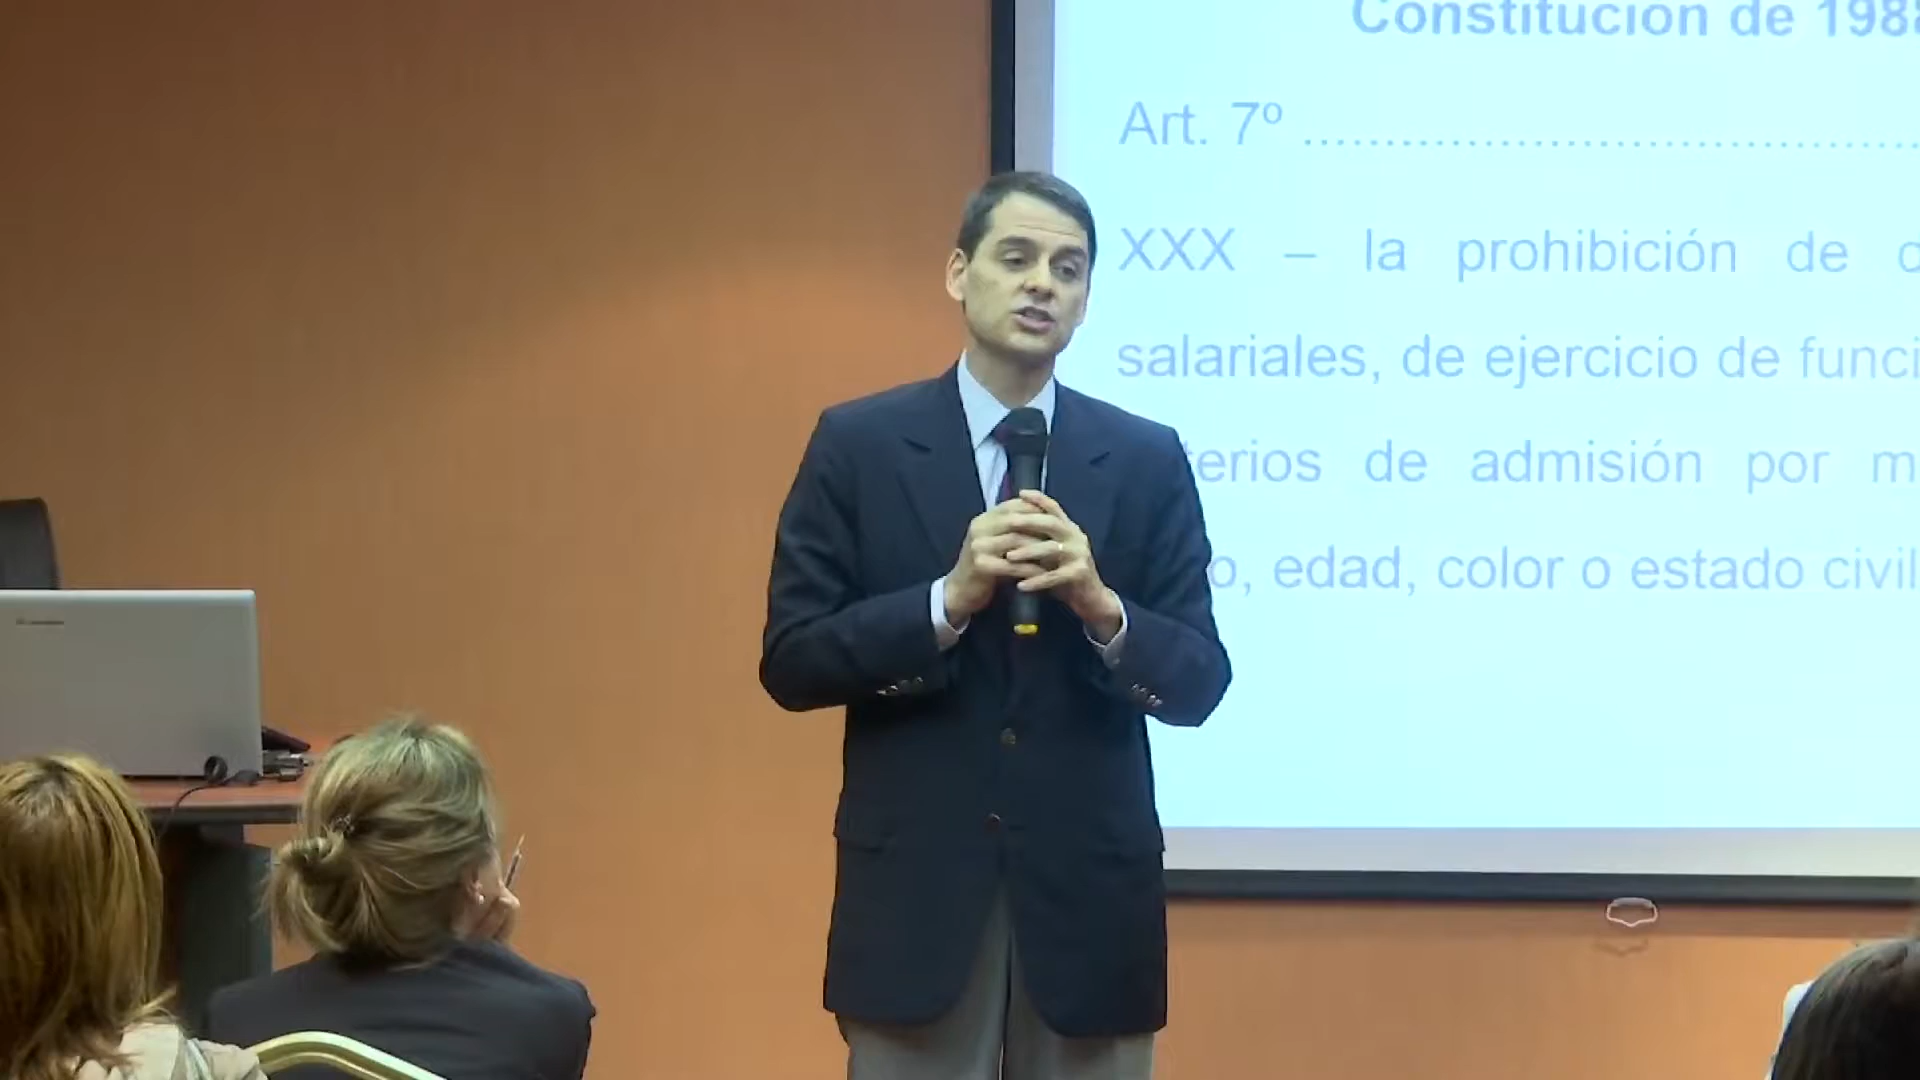 Constitución de 198
Art. 7º ..........................................
XXX – la prohibición de
salariales, de ejercicio de funci
terios de admisión por m
o, edad, color o estado civil